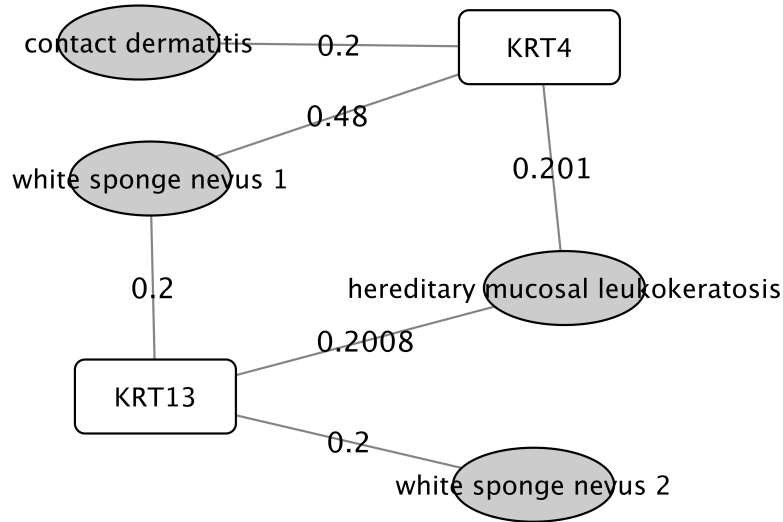 contact dermatitis
0.2
KRT4
0.48
0.201
white sponge nevus 1
0.2
hereditary mucosal leukokeratosis
0.2008
KRT13
0.2
white sponge nevus 2